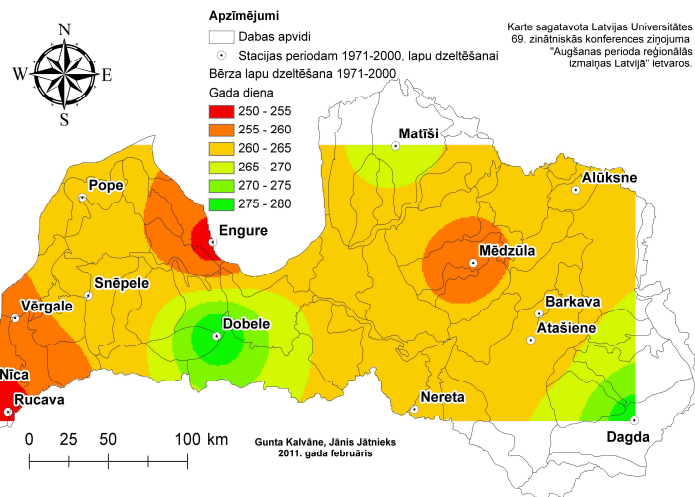 Apzīmējumi
Dabas apvidi
Stacijas periodam 1971-2000, lapu dzeltēšanai
Bērza lapu dzeltēšana 1971-2000
Gada diena
250 - 255
255 - 260
260 - 265
265 270
270 - 275
275 - 280
Karte sagatavota Latvijas Universitātes
69. zinātniskās konferences ziņojuma
"Augšanas perioda reģionālās
izmaiņas Latvijā" ietvaros.
N
W E
S
Matīši
Pope
Alūksne
Engure
Mēdzūla
Snēpele
Vērgale
Barkava
Dobele
Atašiene
Nīca
Rucava
Nereta
Dagda
0 25 50 100 km
Gunta Kalvāne, Jānis Jātnieks
2011. gada februāris